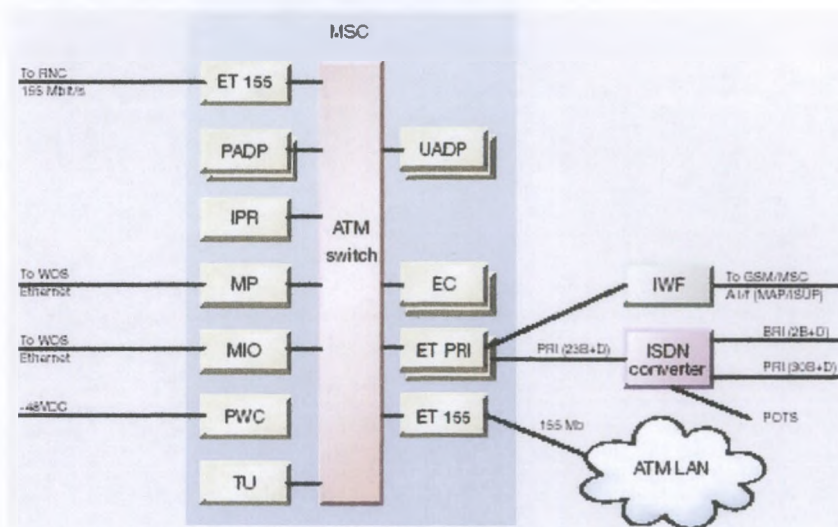 MSC
To RNC
155 Mbit/s
ET 155
PADP
UADP
IPR
ATM
switch
To WOS
Ethernet
MP
EC
IWF
To GSM/MSC
A I/f (MAP/ISUP)
To WOS
Ethernet
MIO
ET PRI
PRI (23B+D)
ISDN
converter
BRI (2B+D)
PRI (30B+D)
-48VDC
PWC
ET 155
155 Mb
POTS
ATM LAN
TU